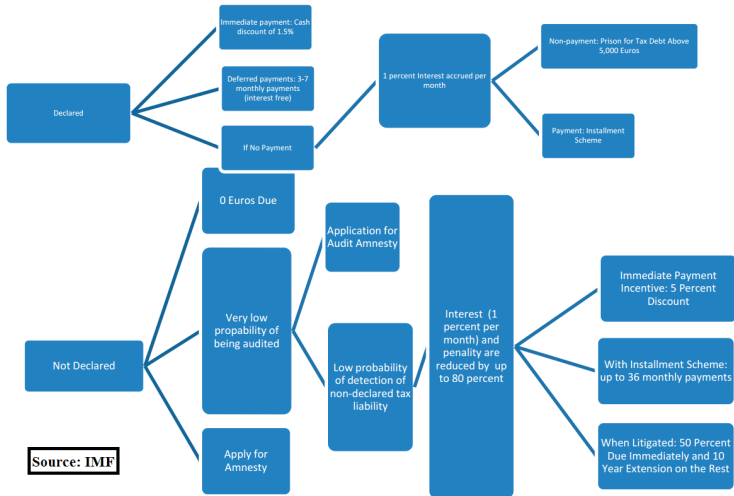 Declared
Immediate payment: Cash
discount of 1.5%
Deferred payments: 3-7
monthly payments
(interest free)
If No Payment
1 percent Interest accrued per
month
Non-payment: Prison for Tax Debt Above
5,000 Euros
Payment: Installment
Scheme
Not Declared
0 Euros Due
Very low
propability of
being audited
Apply for
Amnesty
Application for
Audit Amnesty
Low probability
of detection of
non-declared tax
liability
Interest (1
percent per
month) and
penality are
reduced by up
to 80 percent
Immediate Payment
Incentive: 5 Percent
Discount
With Installment Scheme:
up to 36 monthly payments
When Litigated: 50 Percent
Due Immediately and 10
Year Extension on the Rest
Source: IMF